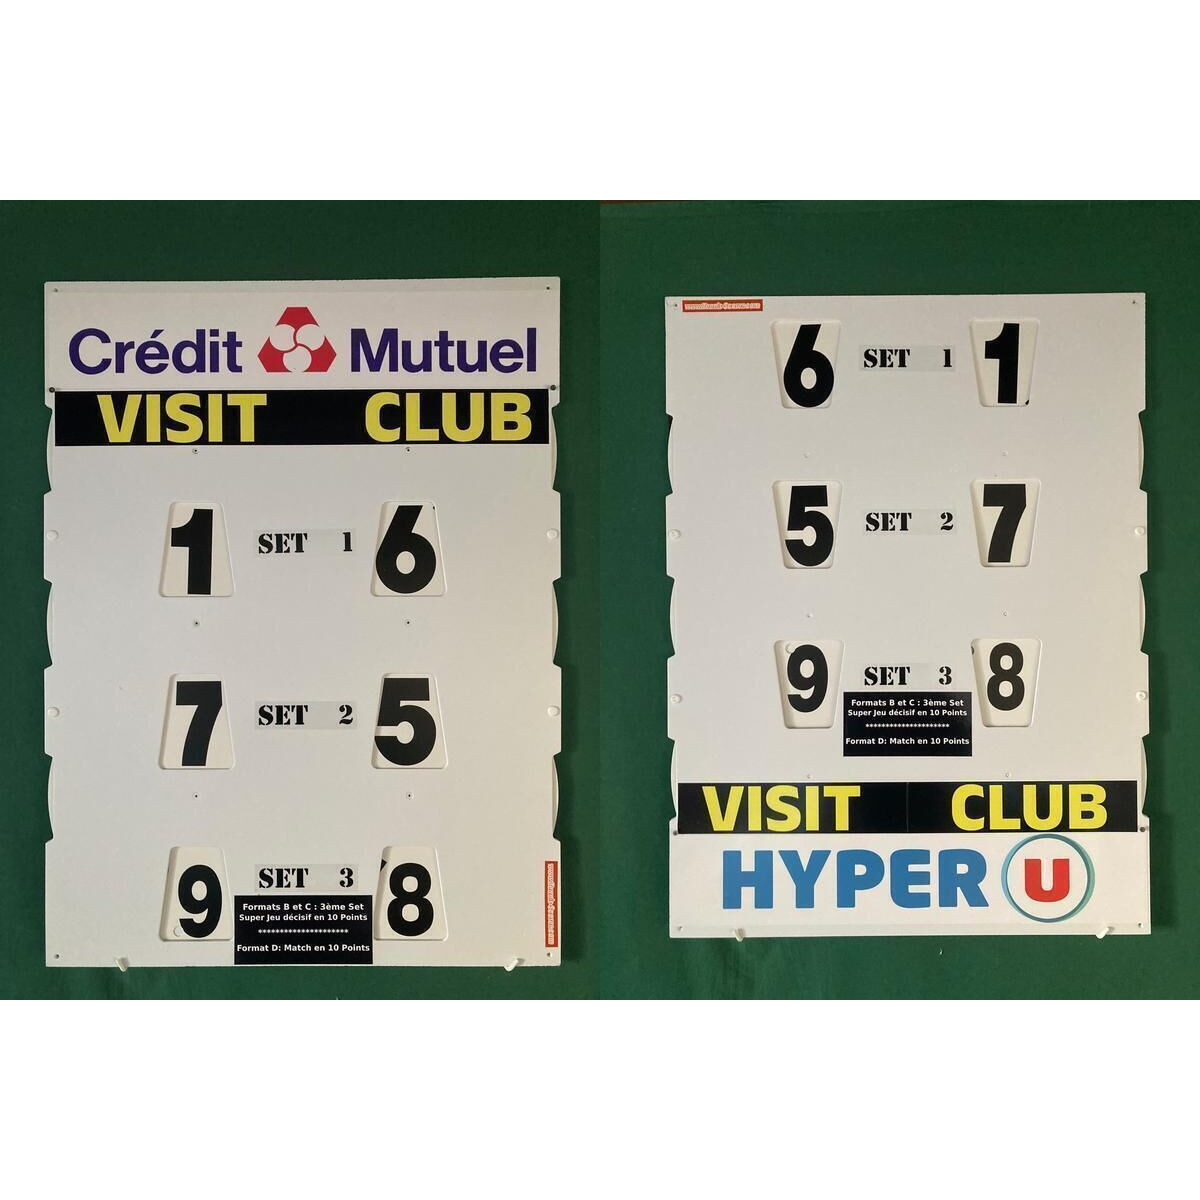 Crédit Mutuel
VISIT CLUB
1 SET 1 6
7 SET 2 5
9 SET 3 8
Formats B et C : 3ème Set
Super Jeu décisif en 10 Points
*********************
Format D: Match en 10 Points
6 SET 1 1
5 SET 2 7
9 SET 3 8
Formats B et C : 3ème Set
Super Jeu décisif en 10 Points
*********************
Format D: Match en 10 Points
VISIT CLUB
HYPER U